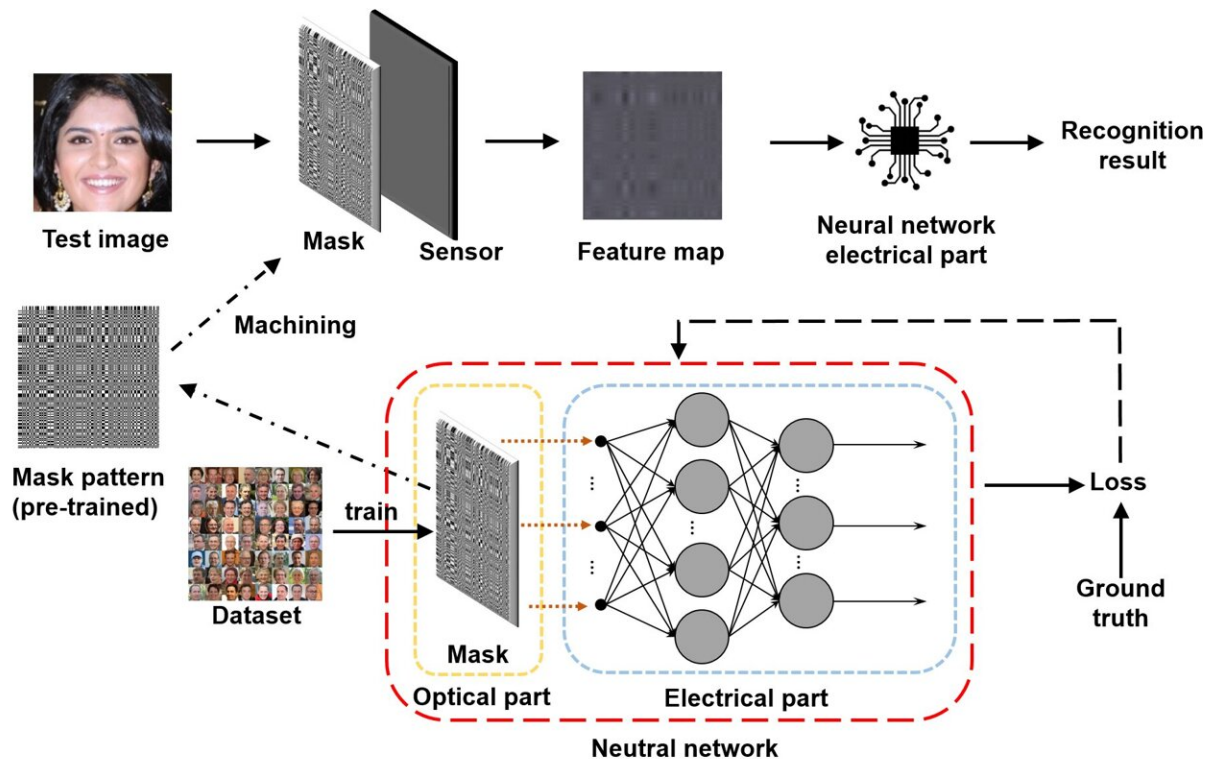 Test image
Mask
Sensor
Feature map
Neural network
electrical part
Recognition
result
Machining
Mask pattern
(pre-trained)
train
Dataset
Mask
Optical part
Electrical part
Neutral network
Loss
Ground
truth